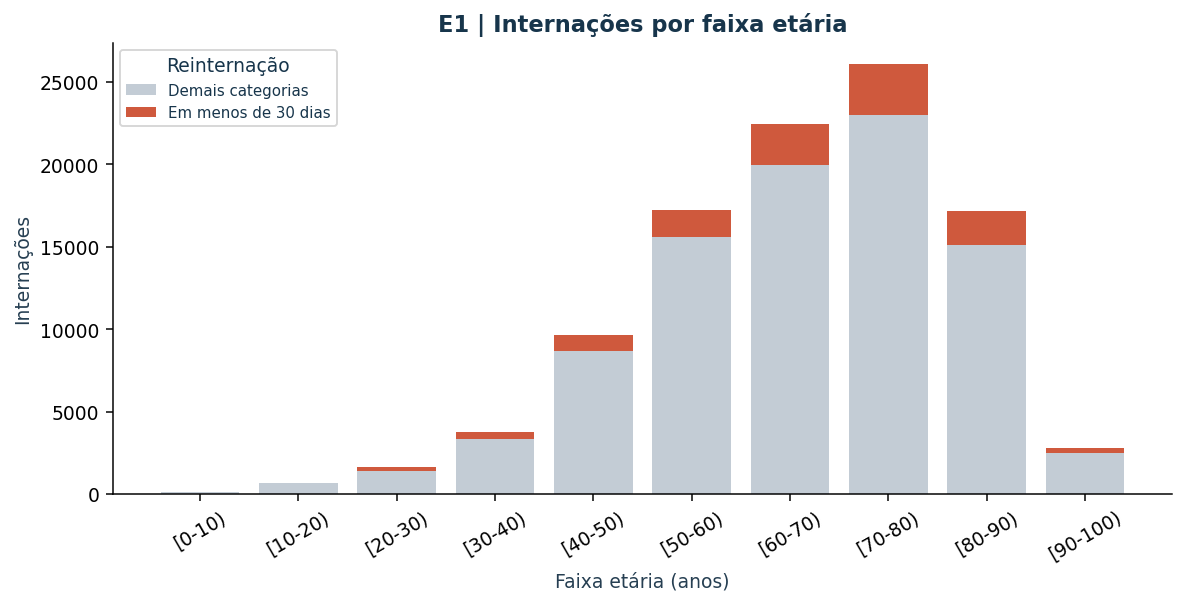 E1 | Internações por faixa etária
Reinternação
Demais categorias
Em menos de 30 dias
Internações
25000
20000
15000
10000
5000
0
[0-10)
[10-20)
[20-30)
[30-40)
[40-50)
[50-60)
[60-70)
[70-80)
[80-90)
[90-100)
Faixa etária (anos)